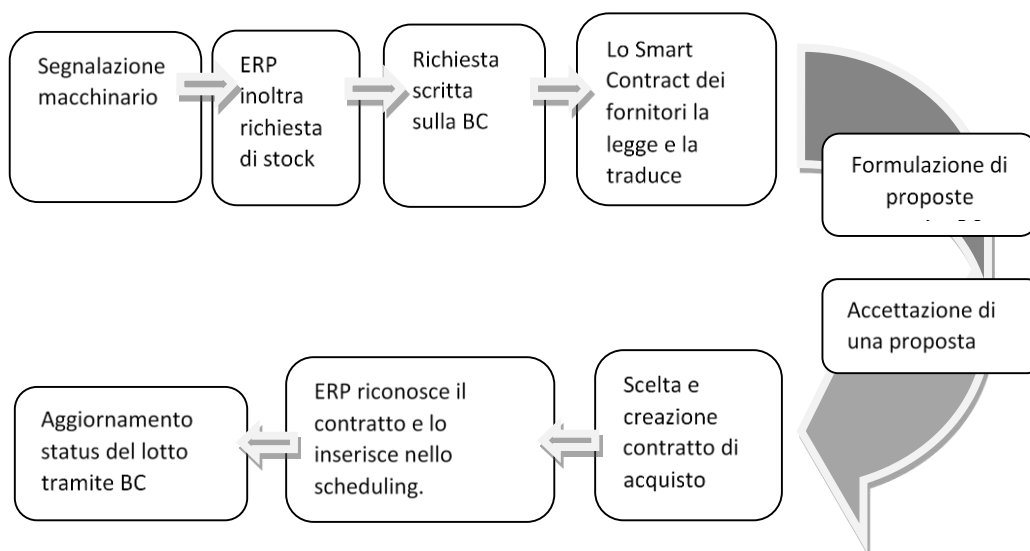 Segnalazione
macchinario
ERP
inoltra
richiesta
di stock
Richiesta
scritta
sulla BC
Lo Smart
Contract dei
fornitori la
legge e la
traduce
Formulazione di
proposte
Accettazione di
una proposta
Scelta e
creazione
contratto di
acquisto
ERP riconosce il
contratto e lo
inserisce nello
scheduling.
Aggiornamento
status del lotto
tramite BC